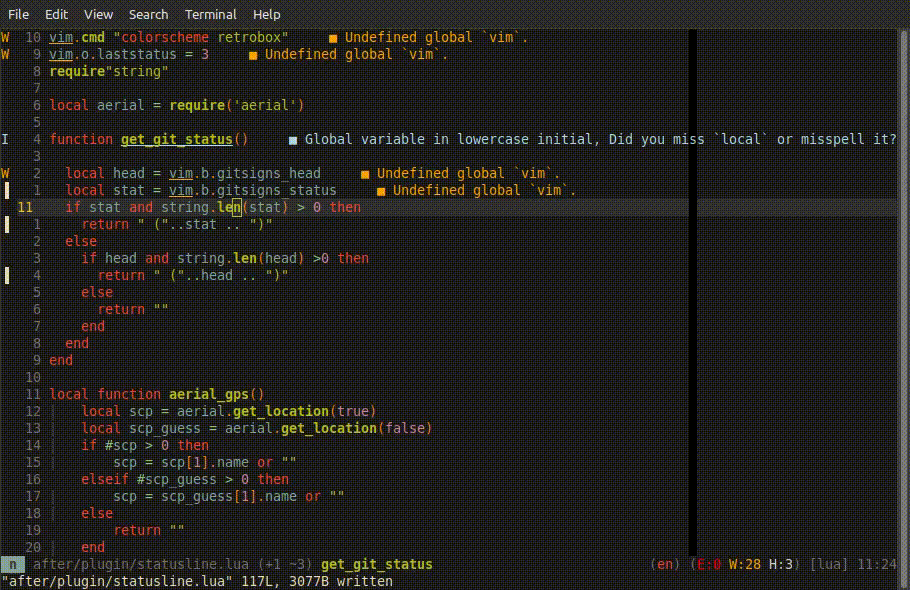 File Edit View Search Terminal Help
W 10 vim.cmd "colorscheme retrobox" ■ Undefined global `vim`.
W 9 vim.o.laststatus = 3 ■ Undefined global `vim`.
8 require"string"
7
6 local aerial = require('aerial')
5
I 4 function get_git_status() ■ Global variable in lowercase initial, Did you miss `local` or misspell it?
3
W 2 local head = vim.b.gitsigns_head ■ Undefined global `vim`.
1 local stat = vim.b.gitsigns_status ■ Undefined global `vim`.
11 if stat and string.len(stat) > 0 then
1 return " ("..stat .. ")"
2 else
3 if head and string.len(head) >0 then
4 return " ("..head .. ")"
5 else
6 return ""
7 end
8 end
9 end
10
11 local function aerial_gps()
12 local scp = aerial.get_location(true)
13 local scp_guess = aerial.get_location(false)
14 if #scp > 0 then
15 scp = scp[1].name or ""
16 elseif #scp_guess > 0 then
17 scp = scp_guess[1].name or ""
18 else
19 return ""
20 end
n after/plugin/statusline.lua (+1 ~3) get_git_status (en) (E:0 W:28 H:3) [lua] 11:24
"after/plugin/statusline.lua" 117L, 3077B written